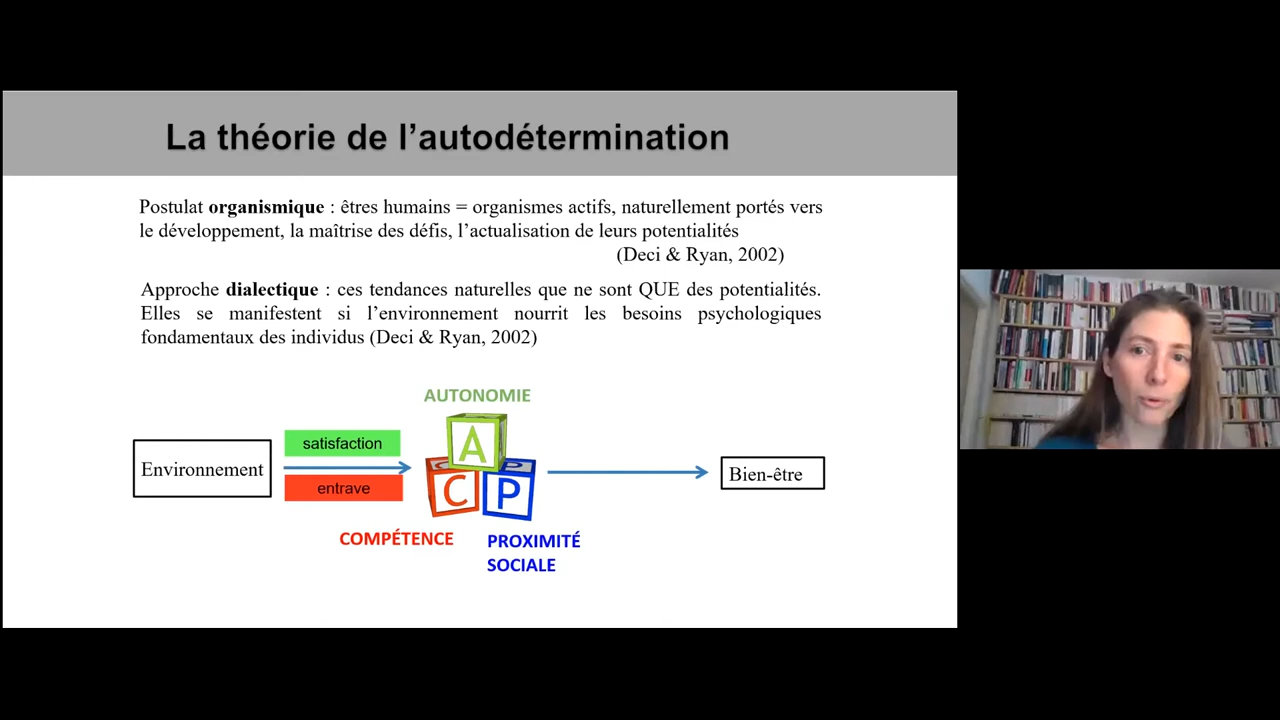 La théorie de l’autodétermination
Postulat organismique : êtres humains = organismes actifs, naturellement portés vers
le développement, la maîtrise des défis, l’actualisation de leurs potentialités
(Deci & Ryan, 2002)
Approche dialectique : ces tendances naturelles que ne sont QUE des potentialités.
Elles se manifestent si l’environnement nourrit les besoins psychologiques
fondamentaux des individus (Deci & Ryan, 2002)
AUTONOMIE
satisfaction
Environnement
entrave
A
C
P
Bien-être
COMPÉTENCE
PROXIMITÉ
SOCIALE